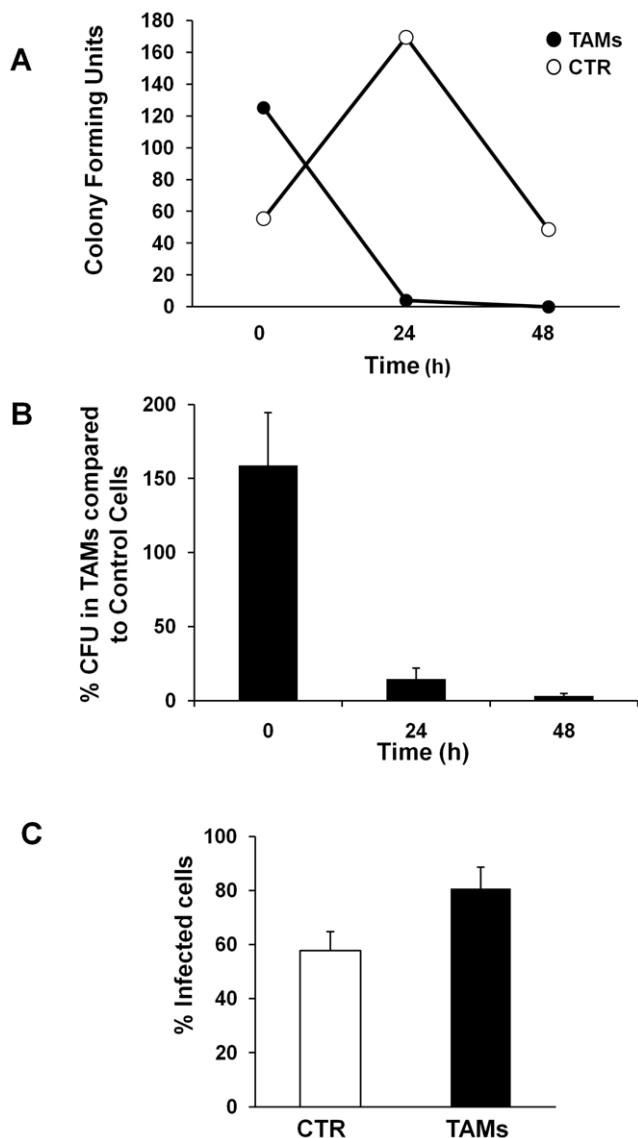 A
Colony Forming Units
180
160
140
120
100
80
60
40
20
0
TAMs
CTR
0 24 48
Time (h)
B
% CFU in TAMs compared
to Control Cells
200
150
100
50
0
0 24 48
Time (h)
C
% Infected cells
100
80
60
40
20
0
CTR TAMs